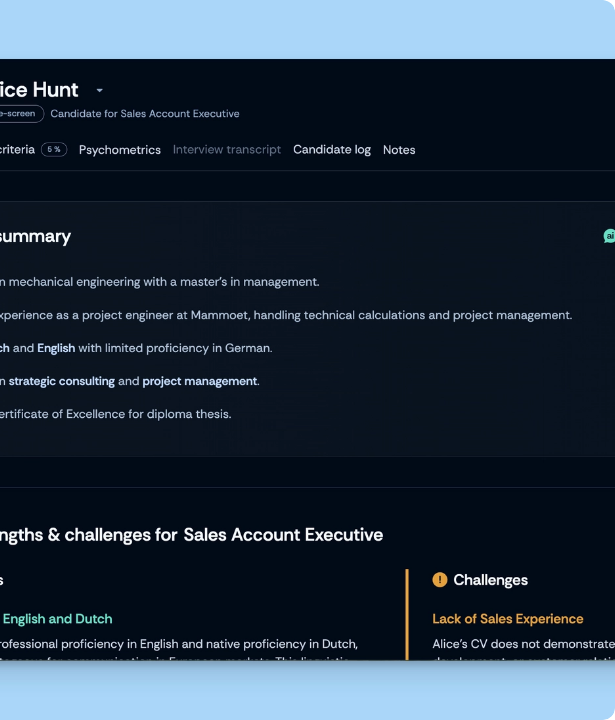 ice Hunt
e-screen Candidate for Sales Account Executive
criteria 5 % Psychometrics Interview transcript Candidate log Notes
summary
ai
n mechanical engineering with a master's in management.
xperience as a project engineer at Mammoet, handling technical calculations and project management.
ch and English with limited proficiency in German.
n strategic consulting and project management.
ertificate of Excellence for diploma thesis.
ngths & challenges for Sales Account Executive
s
English and Dutch
rofessional proficiency in English and native proficiency in Dutch,
! Challenges
Lack of Sales Experience
Alice's CV does not demonstrate